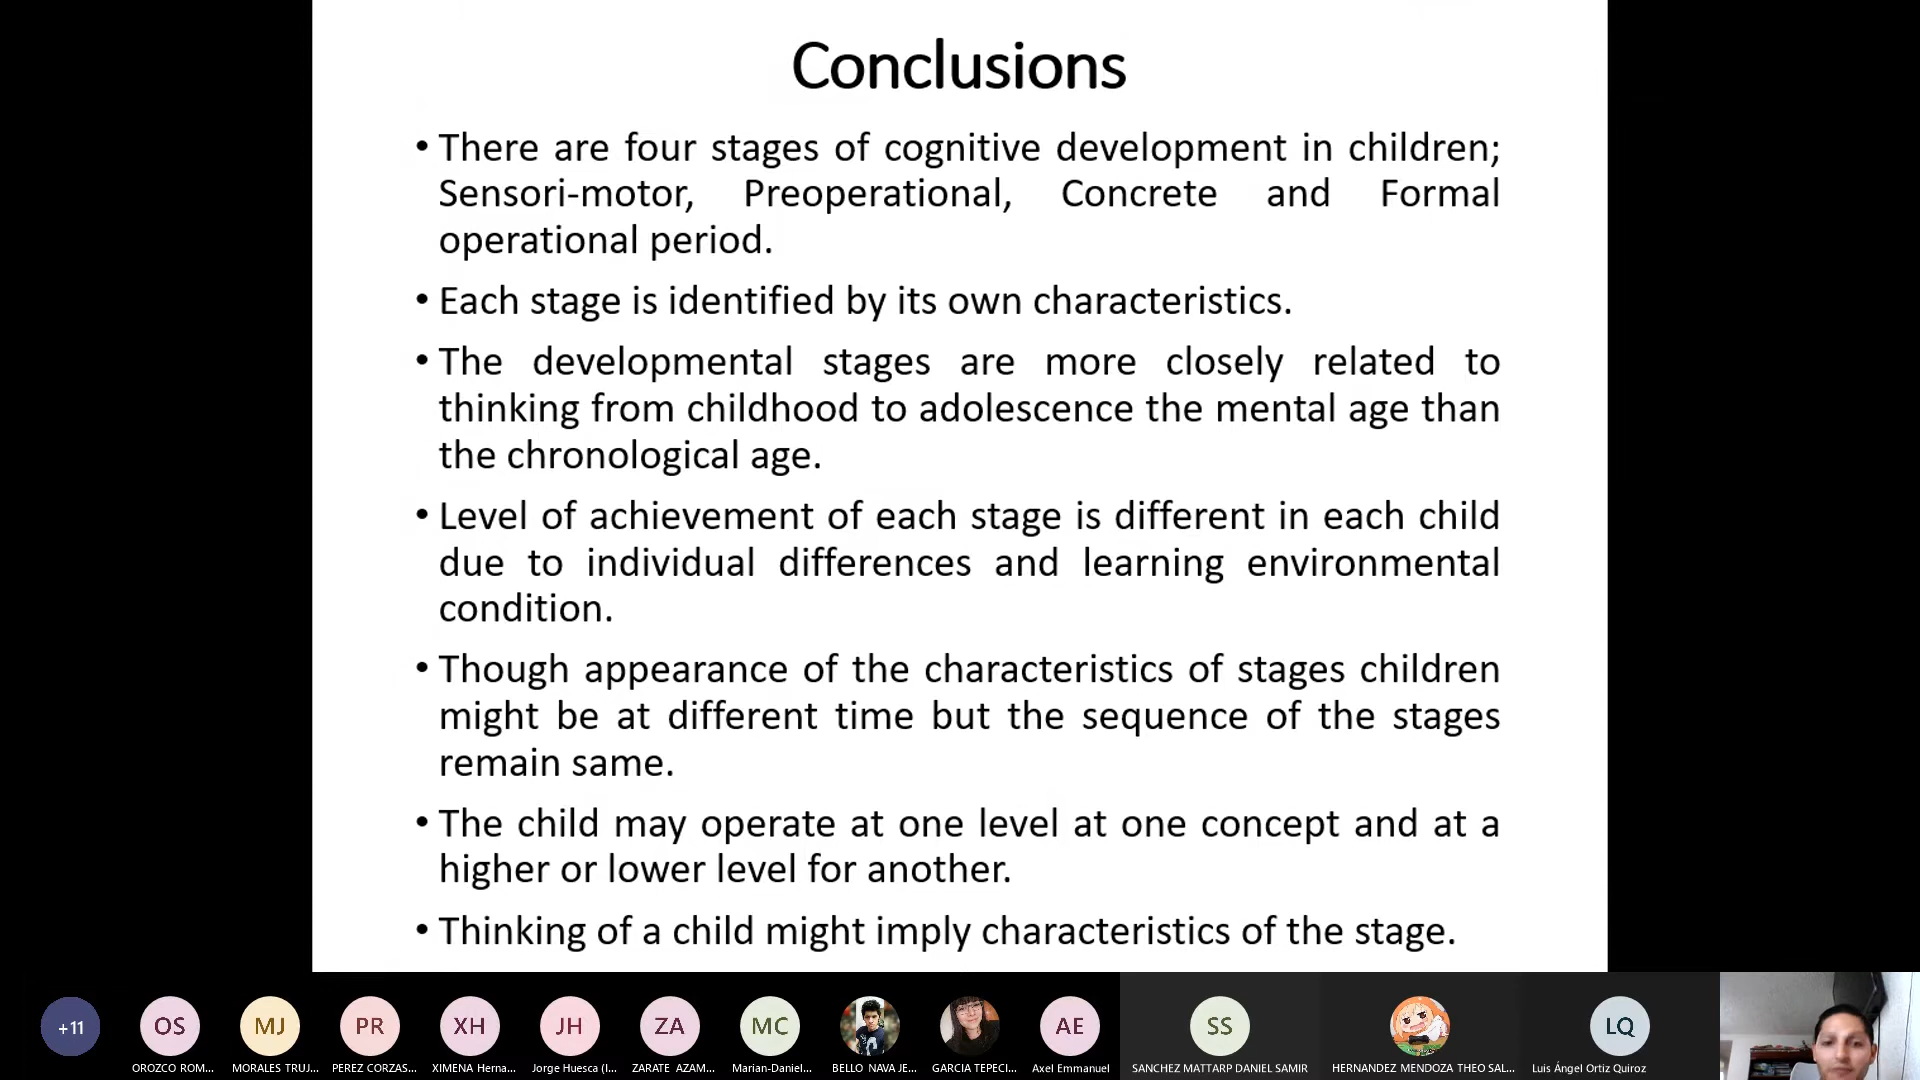 Conclusions
• There are four stages of cognitive development in children;
Sensori-motor, Preoperational, Concrete and Formal
operational period.
• Each stage is identified by its own characteristics.
• The developmental stages are more closely related to
thinking from childhood to adolescence the mental age than
the chronological age.
• Level of achievement of each stage is different in each child
due to individual differences and learning environmental
condition.
• Though appearance of the characteristics of stages children
might be at different time but the sequence of the stages
remain same.
• The child may operate at one level at one concept and at a
higher or lower level for another.
• Thinking of a child might imply characteristics of the stage.
+11 OS MJ PR XH JH ZA MC AE SS LQ
OROZCO ROM... MORALES TRUJ... PEREZ CORZAS... XIMENA Herna... Jorge Huesca (I... ZARATE AZAM... Marian-Daniel... BELLO NAVA JE... GARCIA TEPECI... Axel Emmanuel SANCHEZ MATTARP DANIEL SAMIR HERNANDEZ MENDOZA THEO SAL... Luis Ángel Ortiz Quiroz